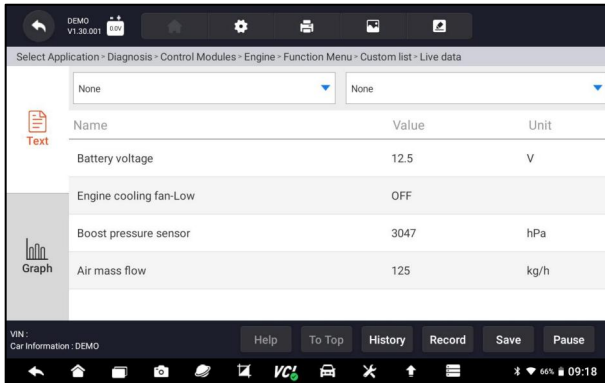 DEMO
V1.30.001 0.0V
Select Application > Diagnosis > Control Modules > Engine > Function Menu > Custom list > Live data
None None
Name Value Unit
Text
Battery voltage 12.5 V
Engine cooling fan-Low OFF
Boost pressure sensor 3047 hPa
Graph
Air mass flow 125 kg/h
VIN :
Car Information : DEMO
Help To Top History Record Save Pause
VCI 66% 09:18